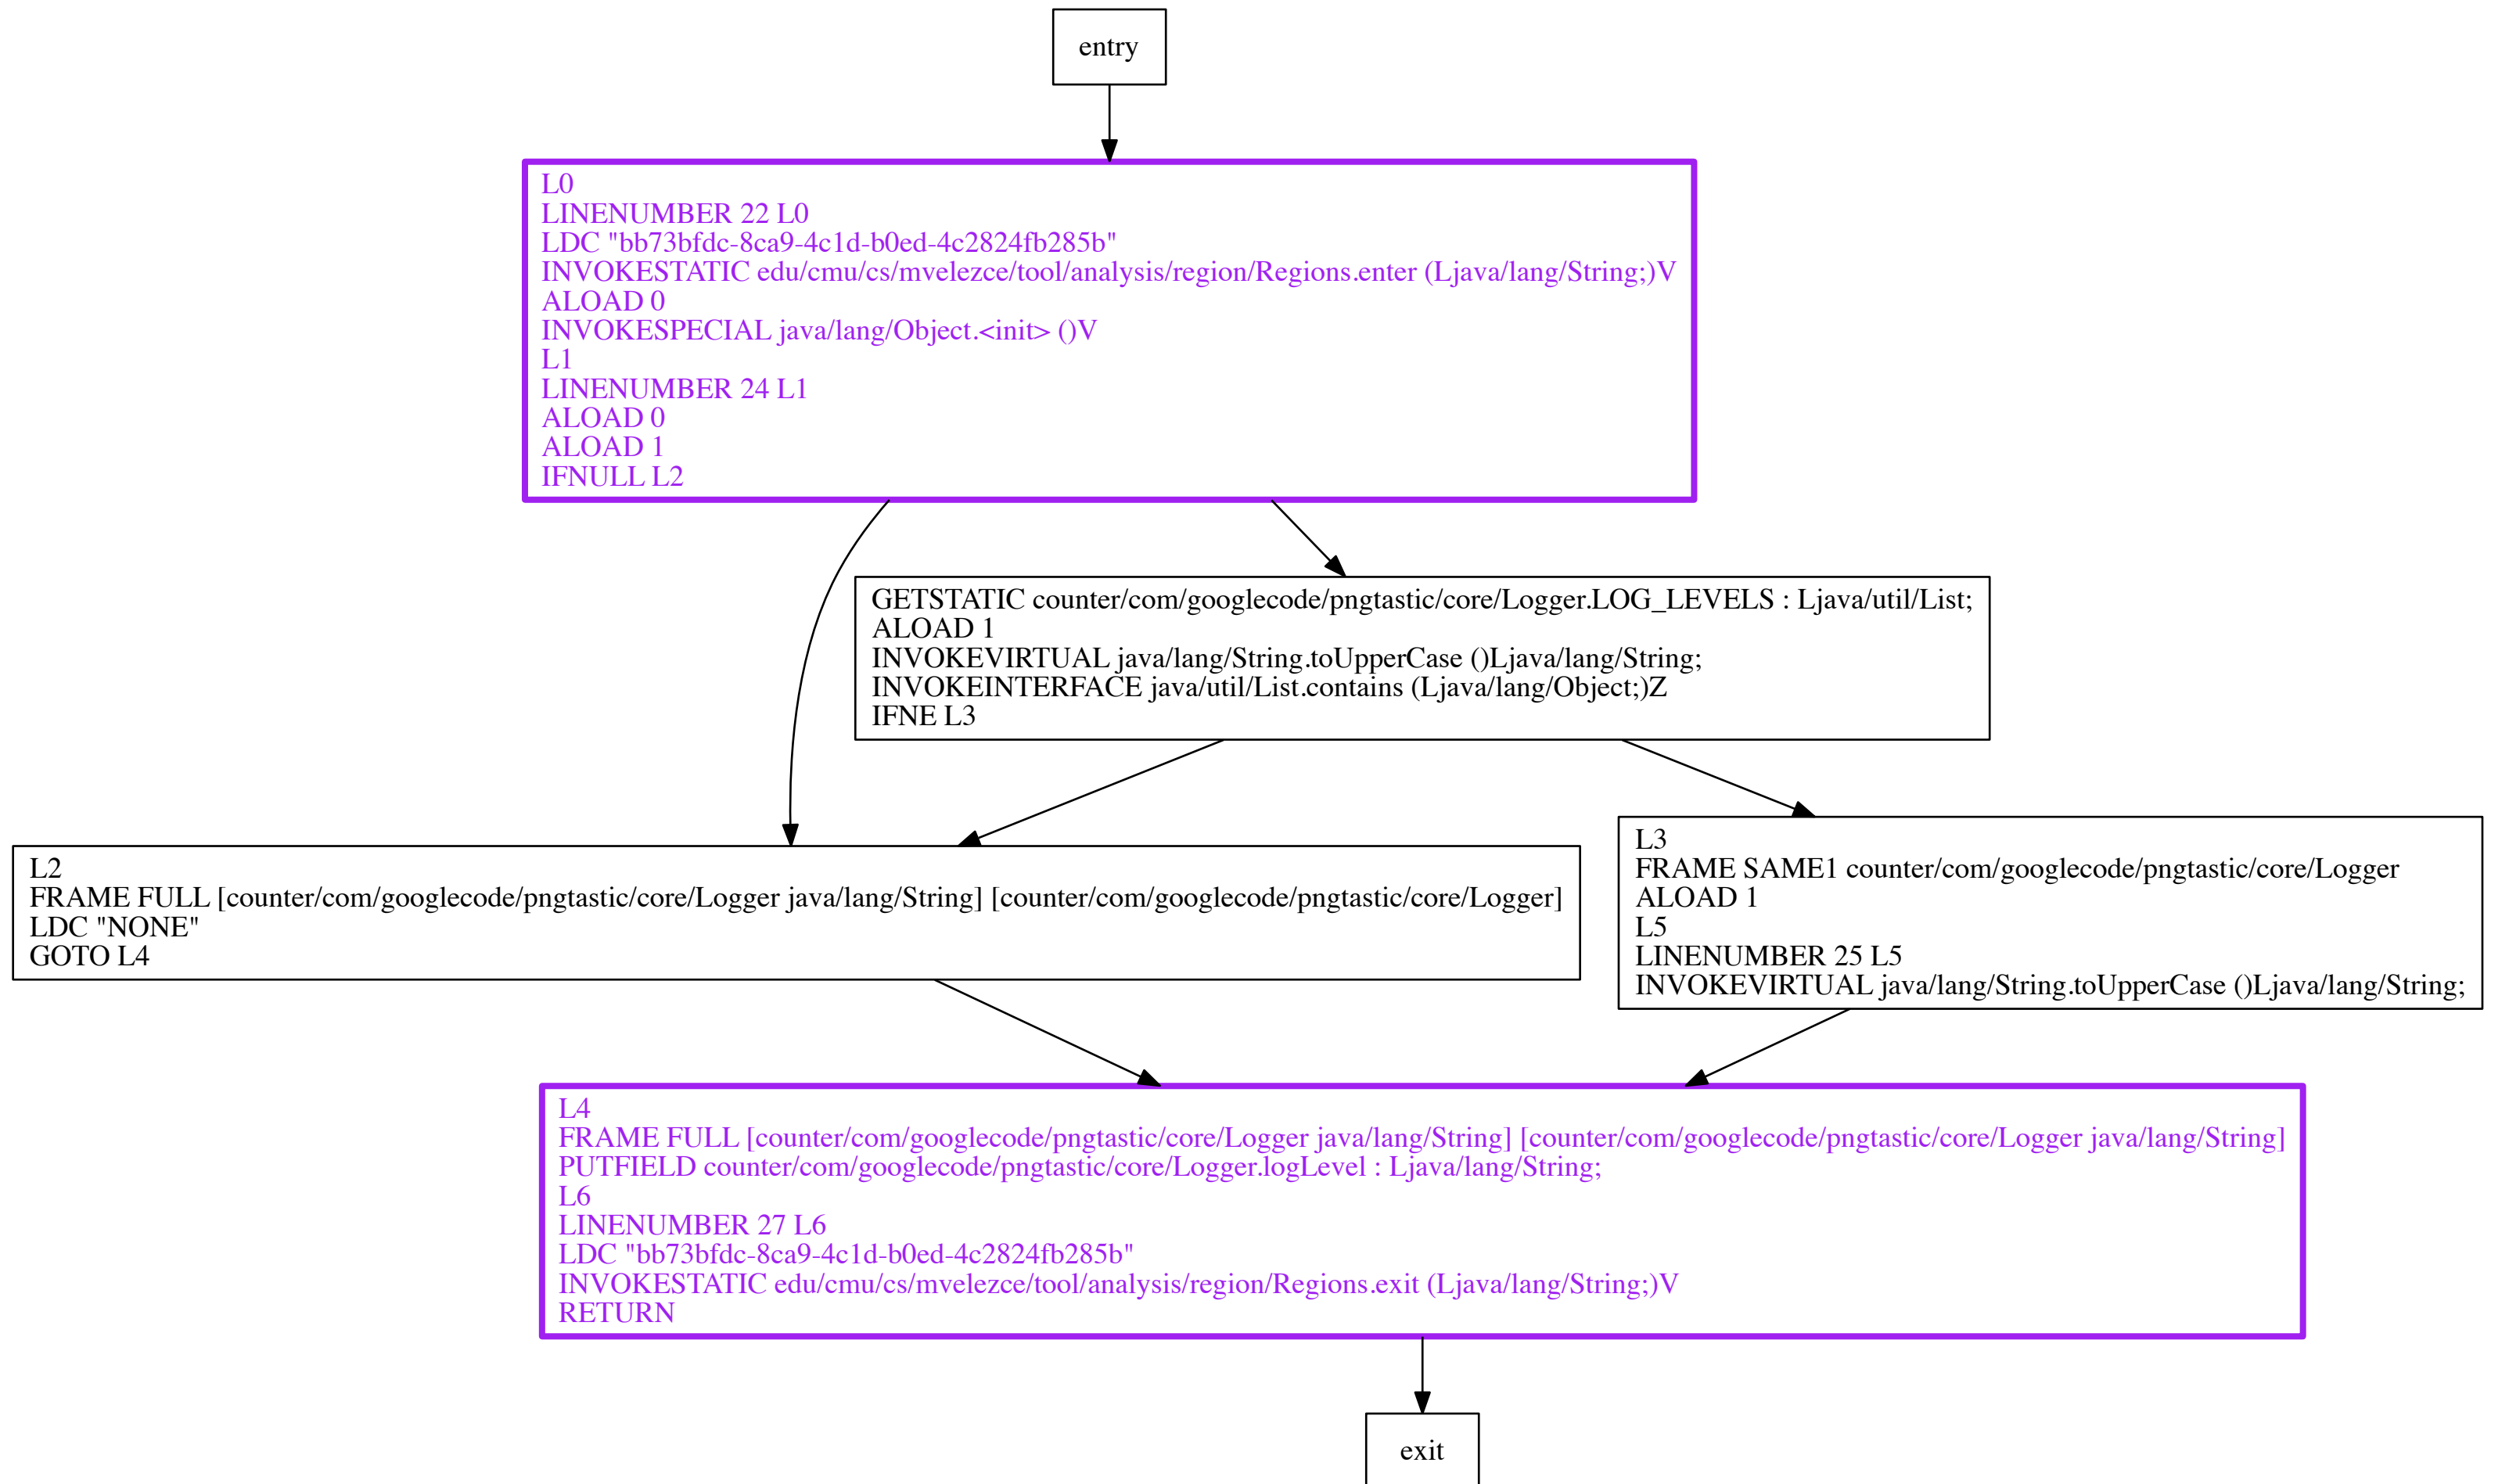 entry
L0
LINENUMBER 22 L0
LDC "bb73bfdc-8ca9-4c1d-b0ed-4c2824fb285b"
INVOKESTATIC edu/cmu/cs/mvelezce/tool/analysis/region/Regions.enter (Ljava/lang/String;)V
ALOAD 0
INVOKESPECIAL java/lang/Object.<init> ()V
L1
LINENUMBER 24 L1
ALOAD 0
ALOAD 1
IFNULL L2
GETSTATIC counter/com/googlecode/pngtastic/core/Logger.LOG_LEVELS : Ljava/util/List;
ALOAD 1
INVOKEVIRTUAL java/lang/String.toUpperCase ()Ljava/lang/String;
INVOKEINTERFACE java/util/List.contains (Ljava/lang/Object;)Z
IFNE L3
L2
FRAME FULL [counter/com/googlecode/pngtastic/core/Logger java/lang/String] [counter/com/googlecode/pngtastic/core/Logger]
LDC "NONE"
GOTO L4
L3
FRAME SAME1 counter/com/googlecode/pngtastic/core/Logger
ALOAD 1
L5
LINENUMBER 25 L5
INVOKEVIRTUAL java/lang/String.toUpperCase ()Ljava/lang/String;
L4
FRAME FULL [counter/com/googlecode/pngtastic/core/Logger java/lang/String] [counter/com/googlecode/pngtastic/core/Logger java/lang/String]
PUTFIELD counter/com/googlecode/pngtastic/core/Logger.logLevel : Ljava/lang/String;
L6
LINENUMBER 27 L6
LDC "bb73bfdc-8ca9-4c1d-b0ed-4c2824fb285b"
INVOKESTATIC edu/cmu/cs/mvelezce/tool/analysis/region/Regions.exit (Ljava/lang/String;)V
RETURN
exit